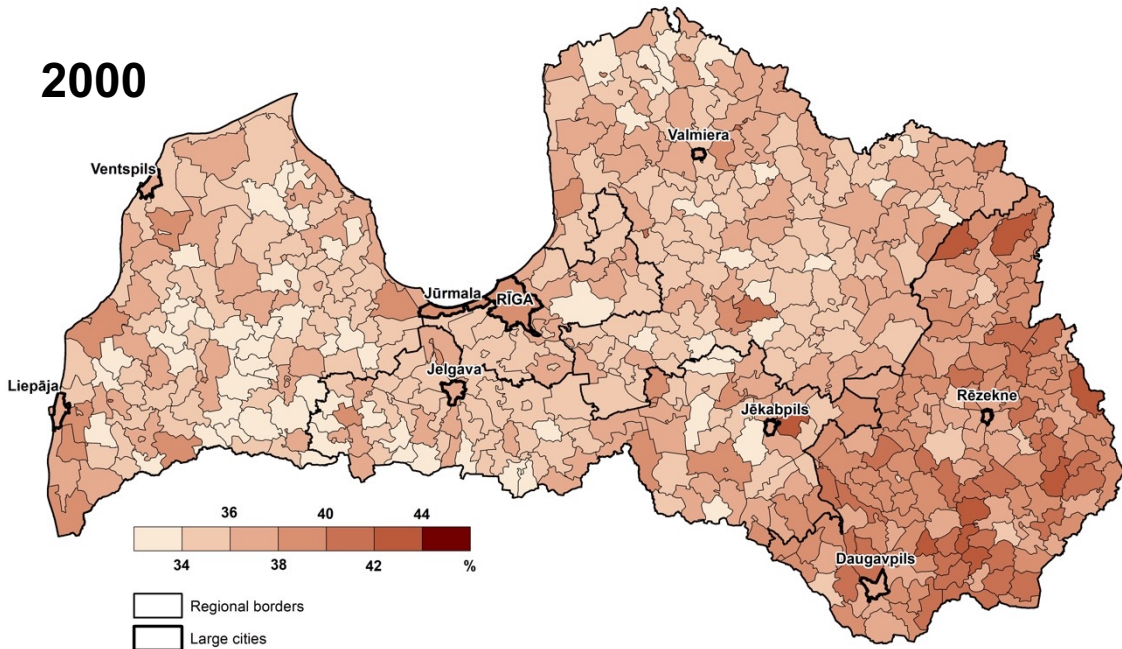 2000
Valmiera
Ventspils
Jūrmala
RĪGA
Jelgava
Liepāja
Jēkabpils
Rēzekne
36 40 44
34 38 42 %
Daugavpils
Regional borders
Large cities